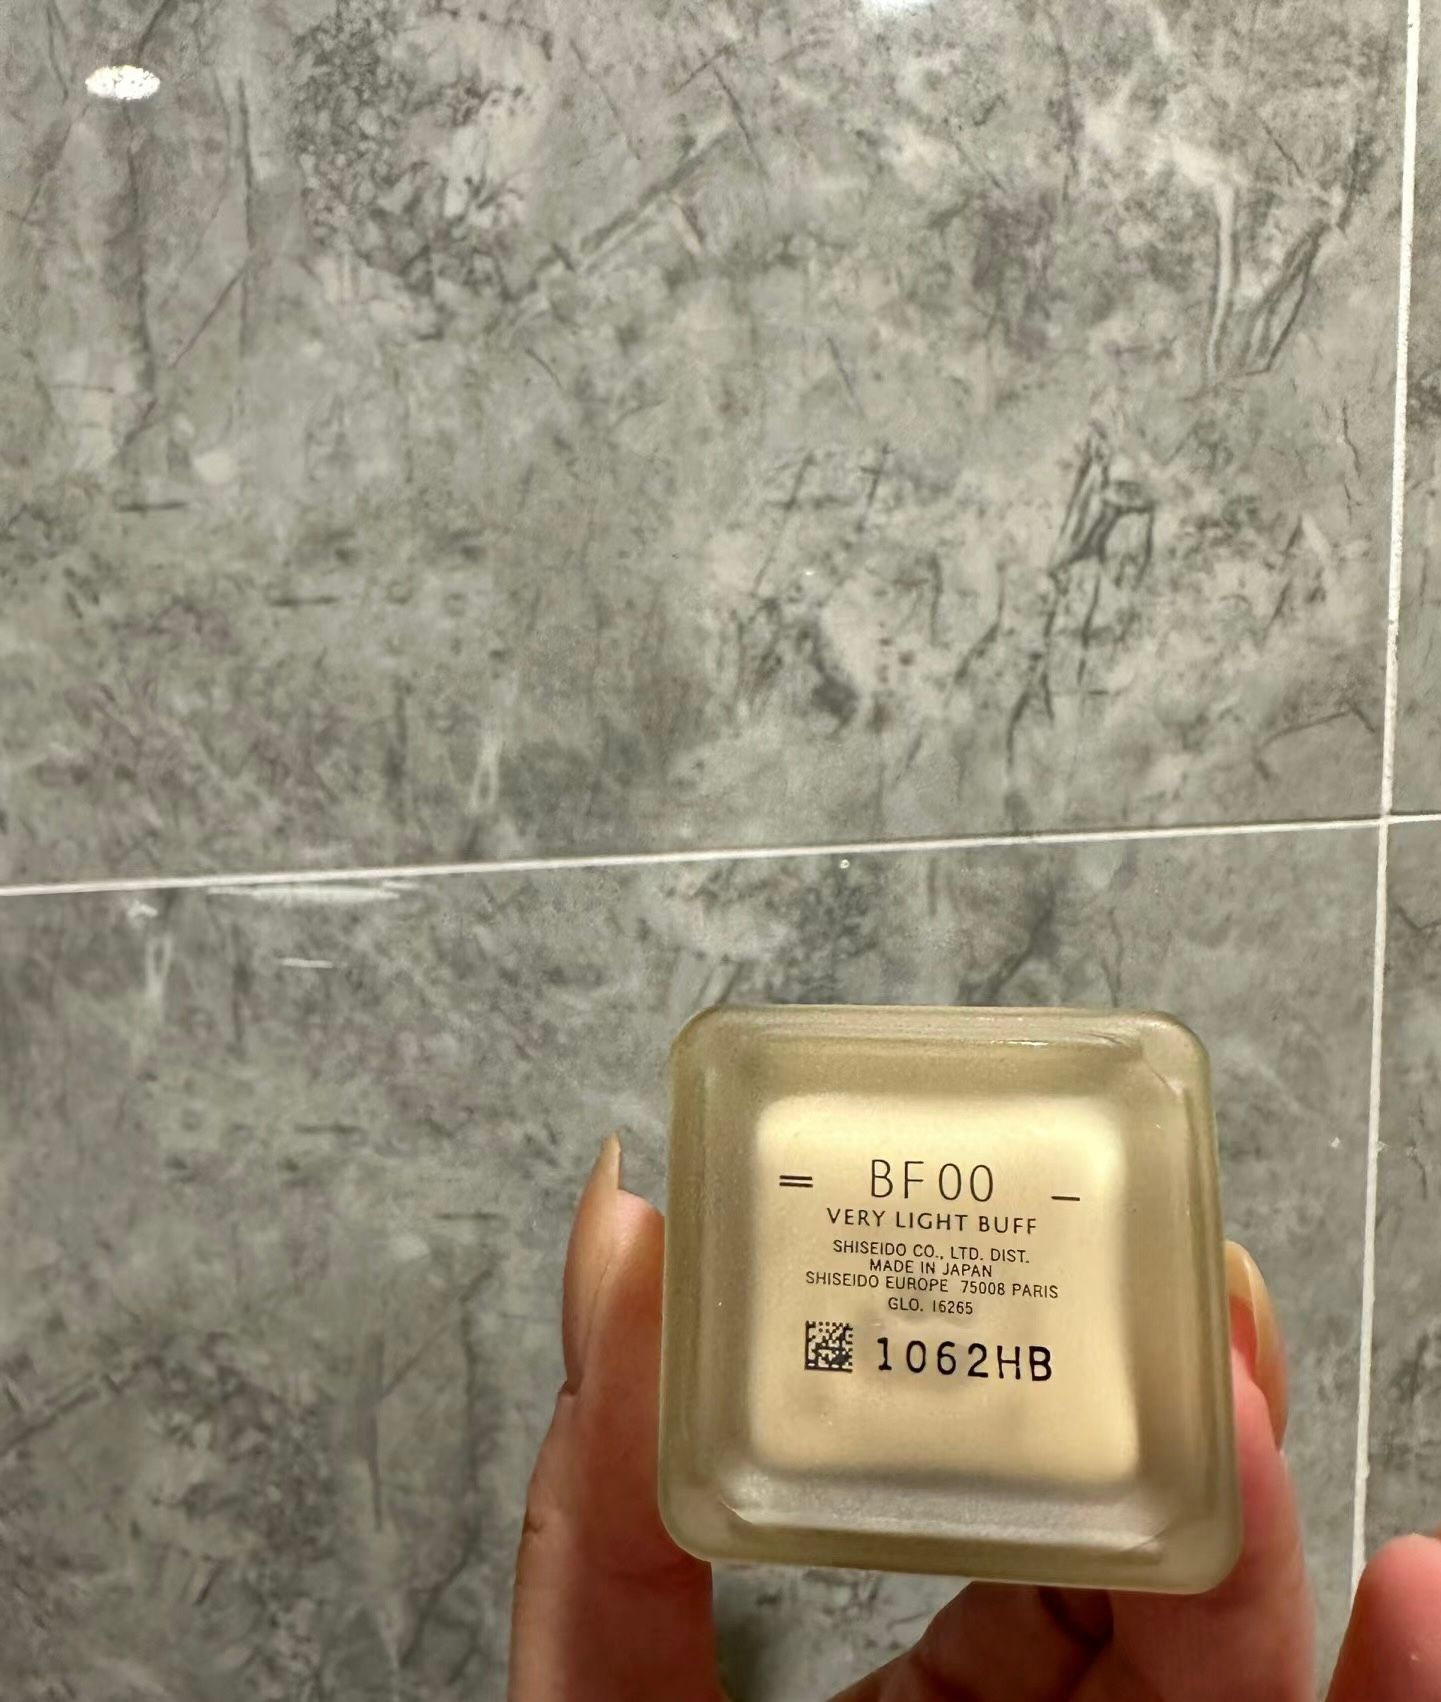 = BF00 –
VERY LIGHT BUFF
SHISEIDO CO., LTD. DIST.
MADE IN JAPAN
SHISEIDO EUROPE 75008 PARIS
GLO. 16265
1062HB